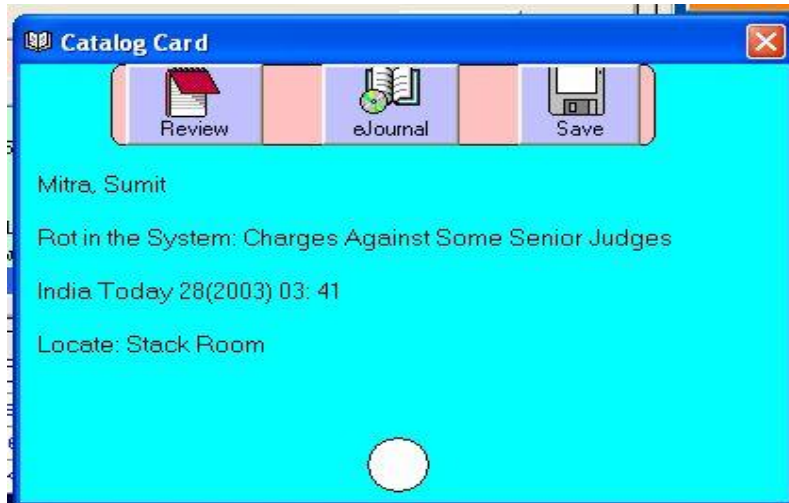 Catalog Card
Review eJournal Save
Mitra, Sumit
Rot in the System: Charges Against Some Senior Judges
India Today 28(2003) 03: 41
Locate: Stack Room